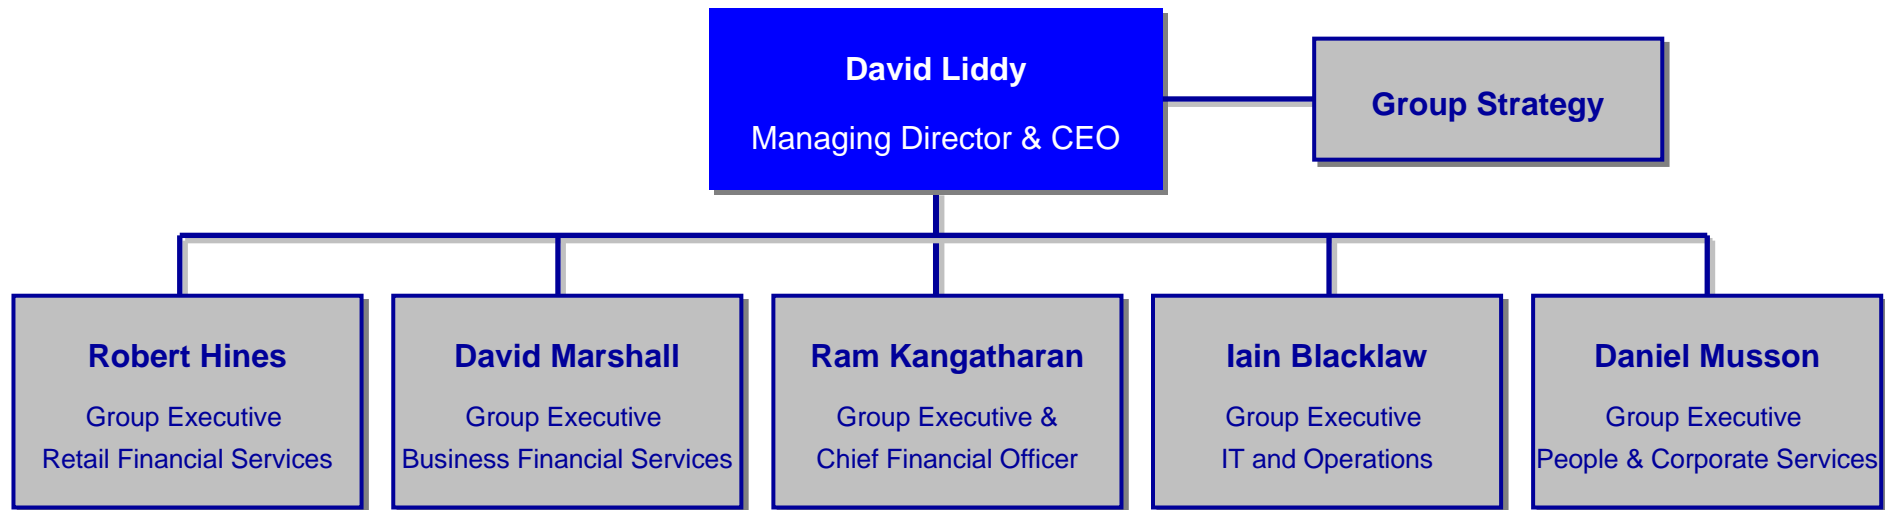 David Liddy
Managing Director & CEO
Group Strategy
Robert Hines
Group Executive
Retail Financial Services
David Marshall
Group Executive
Business Financial Services
Ram Kangatharan
Group Executive &
Chief Financial Officer
Iain Blacklaw
Group Executive
IT and Operations
Daniel Musson
Group Executive
People & Corporate Services